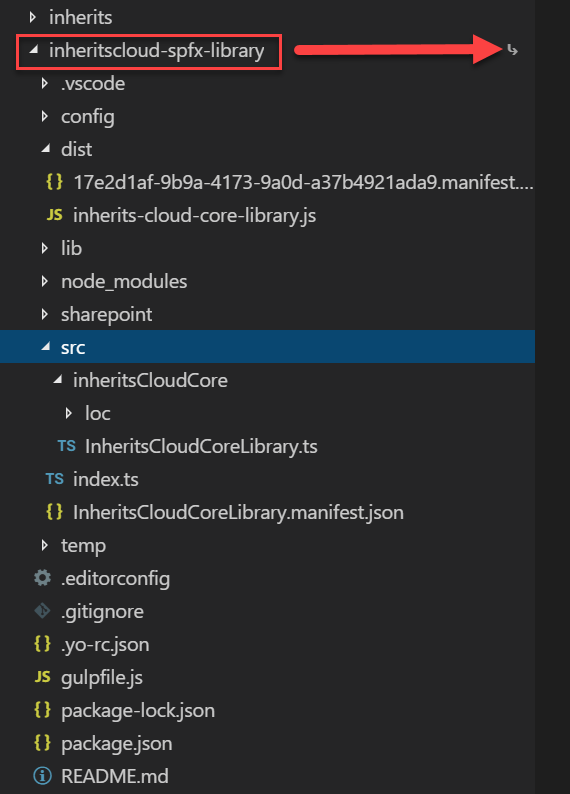 inherits
inheritscloud-spfx-library
.vscode
config
dist
{} 17e2d1af-9b9a-4173-9a0d-a37b4921ada9.manifest....
JS inherits-cloud-core-library.js
lib
node_modules
sharepoint
src
inheritsCloudCore
loc
TS InheritsCloudCoreLibrary.ts
TS index.ts
{} InheritsCloudCoreLibrary.manifest.json
temp
.editorconfig
.gitignore
{} .yo-rc.json
JS gulpfile.js
{} package-lock.json
{} package.json
README.md